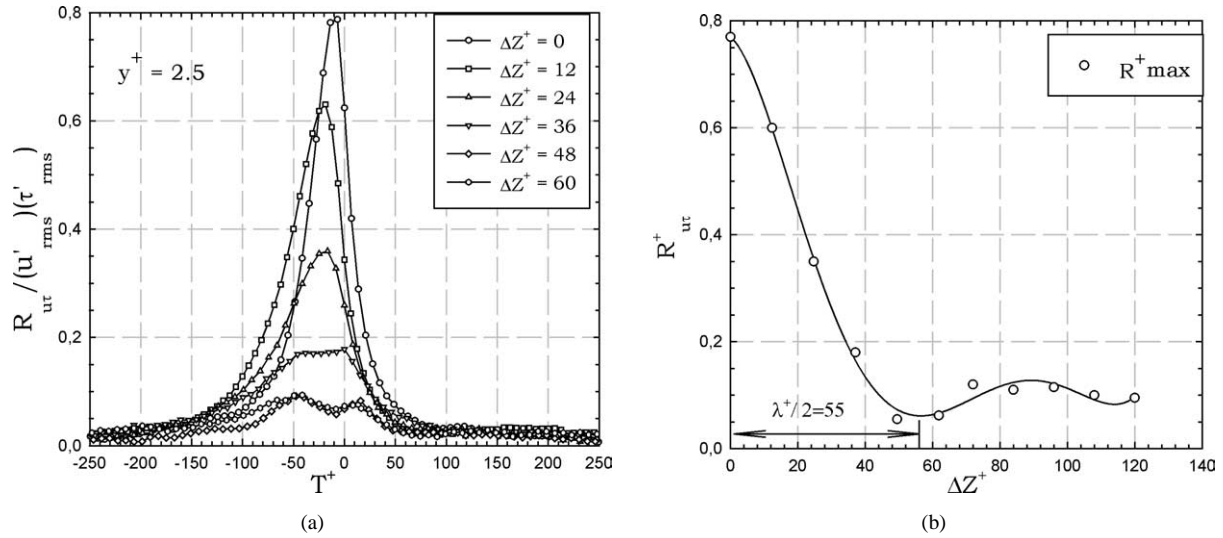 0,8
0,6
0,4
0,2
0,0
R uτ /(u' rms )(τ' rms )
y+ = 2.5
ΔZ+ = 0
ΔZ+ = 12
ΔZ+ = 24
ΔZ+ = 36
ΔZ+ = 48
ΔZ+ = 60
-250 -200 -150 -100 -50 0 50 100 150 200 250
T+
(a)
0,8
0,6
0,4
0,2
0,0
R+uτ
R+max
λ+/2=55
0 20 40 60 80 100 120 140
ΔZ+
(b)